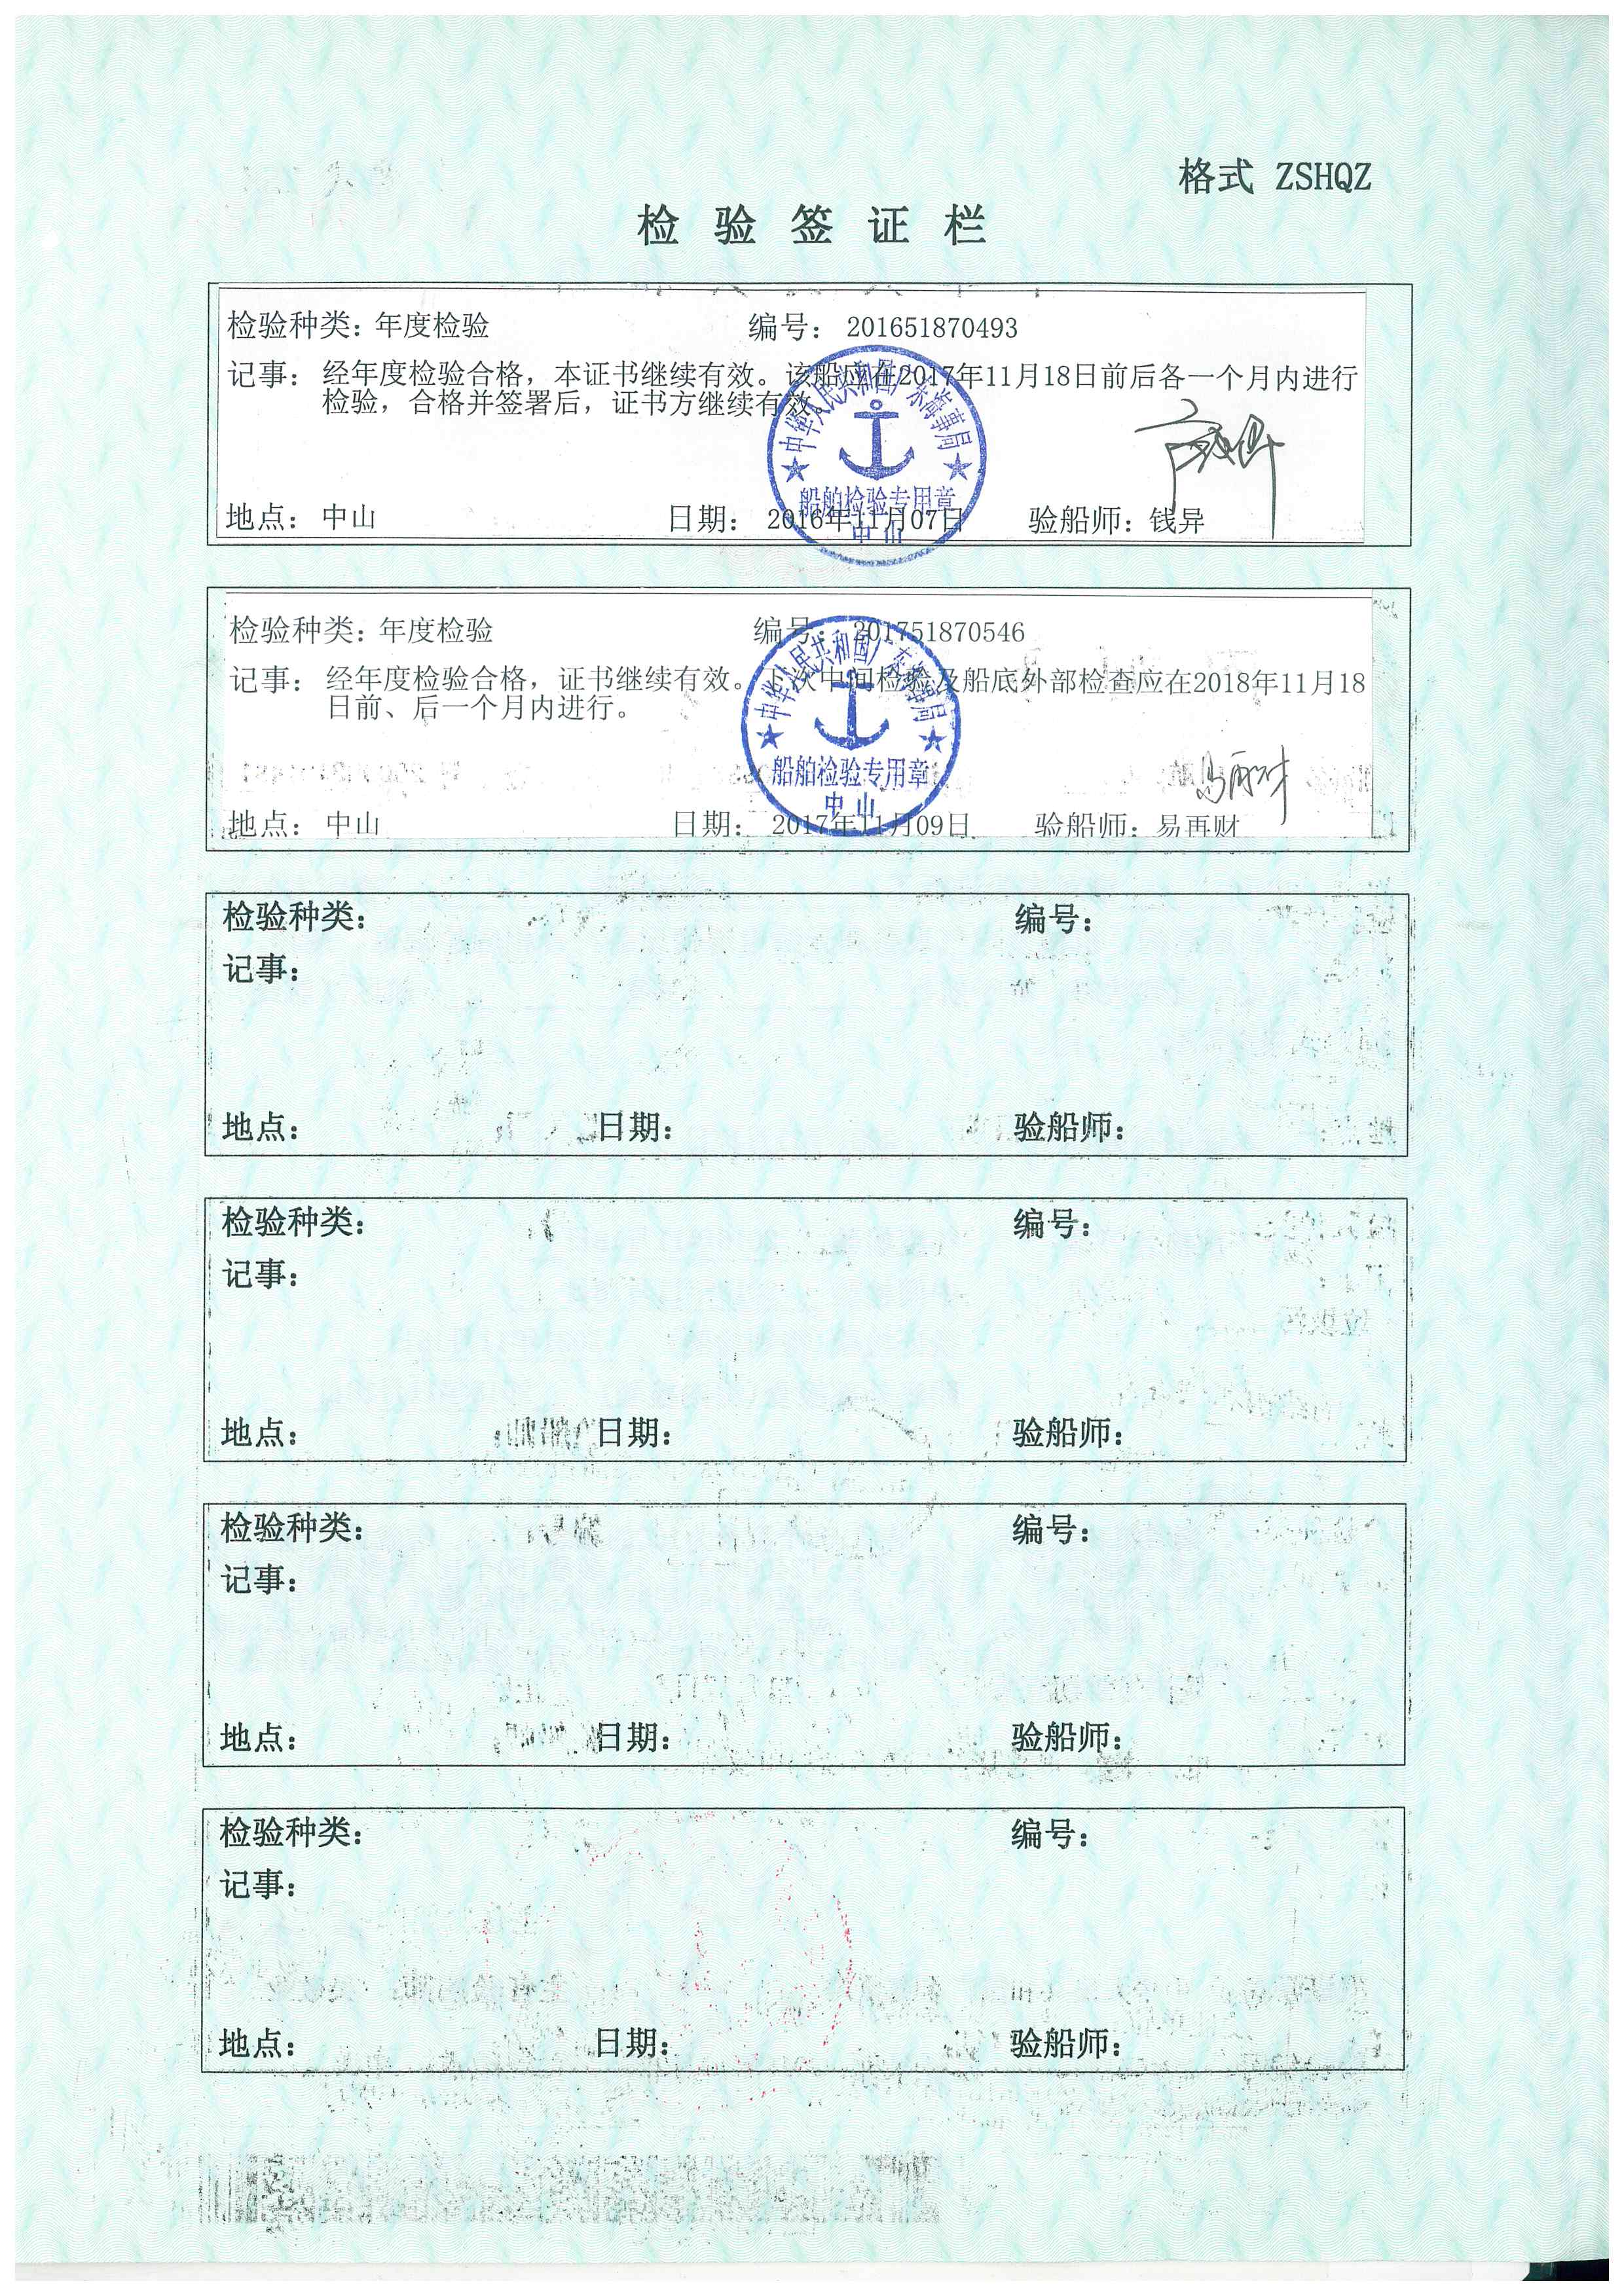 格式 ZSHQZ
检验签证栏
检验种类：年度检验 编号：201651870493
记事：经年度检验合格，本证书继续有效。该船应在2017年11月18日前后各一个月内进行
检验，合格并签署后，证书方继续有效。
中华人民共和国广东海事局
船舶检验专用章
中山
地点：中山 日期：2016年11月07日 验船师：钱异
检验种类：年度检验 编号：201751870546
记事：经年度检验合格，证书继续有效。下次中间检验及船底外部检查应在2018年11月18
日前、后一个月内进行。
中华人民共和国广东海事局
船舶检验专用章
中山
地点：中山 日期：2017年11月09日 验船师：易再财
检验种类： 编号：
记事：
地点： 日期： 验船师：
检验种类： 编号：
记事：
地点： 日期： 验船师：
检验种类： 编号：
记事：
地点： 日期： 验船师：
检验种类： 编号：
记事：
地点： 日期： 验船师：